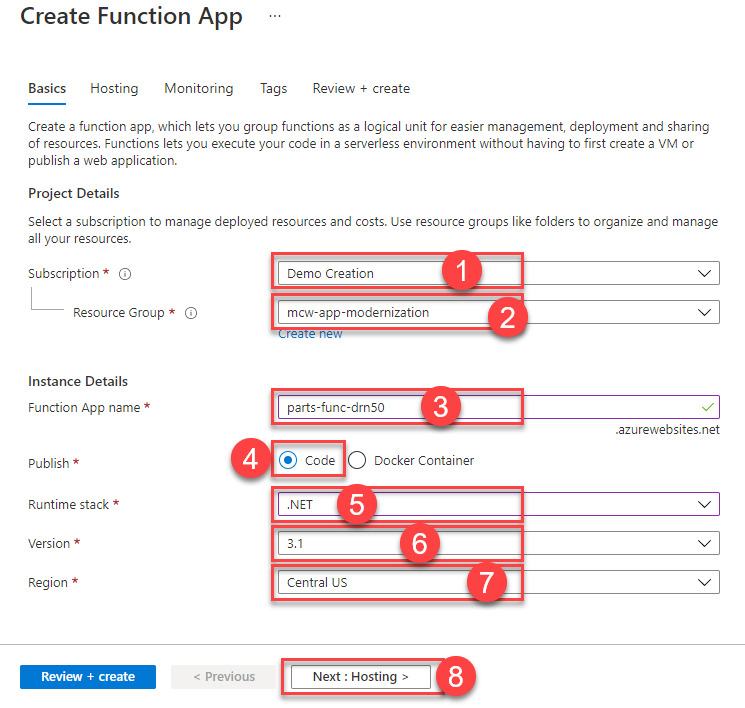 Create Function App ...
Basics Hosting Monitoring Tags Review + create
Create a function app, which lets you group functions as a logical unit for easier management, deployment and sharing
of resources. Functions lets you execute your code in a serverless environment without having to first create a VM or
publish a web application.
Project Details
Select a subscription to manage deployed resources and costs. Use resource groups like folders to organize and manage
all your resources.
Subscription * Demo Creation 1
Resource Group * mcw-app-modernization 2
Create new
Instance Details
Function App name * parts-func-drn50 3
.azurewebsites.net
Publish * 4 Code Docker Container
Runtime stack * .NET 5
Version * 3.1 6
Region * Central US 7
Review + create < Previous Next : Hosting > 8